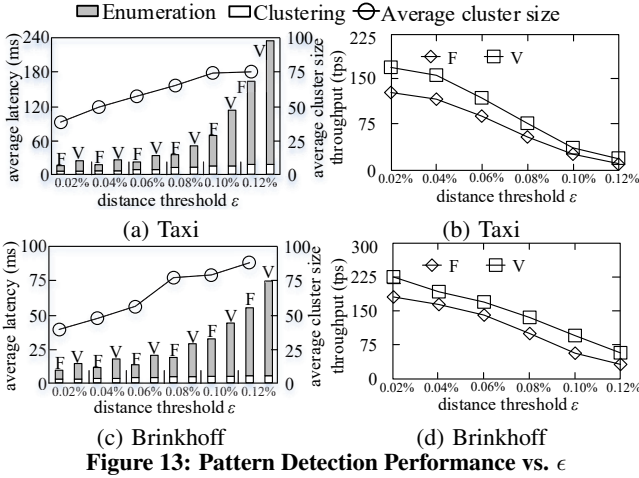 Enumeration Clustering Average cluster size
average latency (ms)
240
180
120
60
0
F V F V F V F V F V F V
100
75
50
25
0
average cluster size
0.02% 0.04% 0.06% 0.08% 0.10% 0.12%
distance threshold ε
(a) Taxi
throughput (tps)
225
150
75
0
F V
0.02% 0.04% 0.06% 0.08% 0.10% 0.12%
distance threshold ε
(b) Taxi
average latency (ms)
100
75
50
25
0
F V F V F V F V F V F V
100
75
50
25
0
average cluster size
0.02% 0.04% 0.06% 0.08% 0.10% 0.12%
distance threshold ε
(c) Brinkhoff
throughput (tps)
300
225
150
75
0
F V
0.02% 0.04% 0.06% 0.08% 0.10% 0.12%
distance threshold ε
(d) Brinkhoff
Figure 13: Pattern Detection Performance vs. ϵ